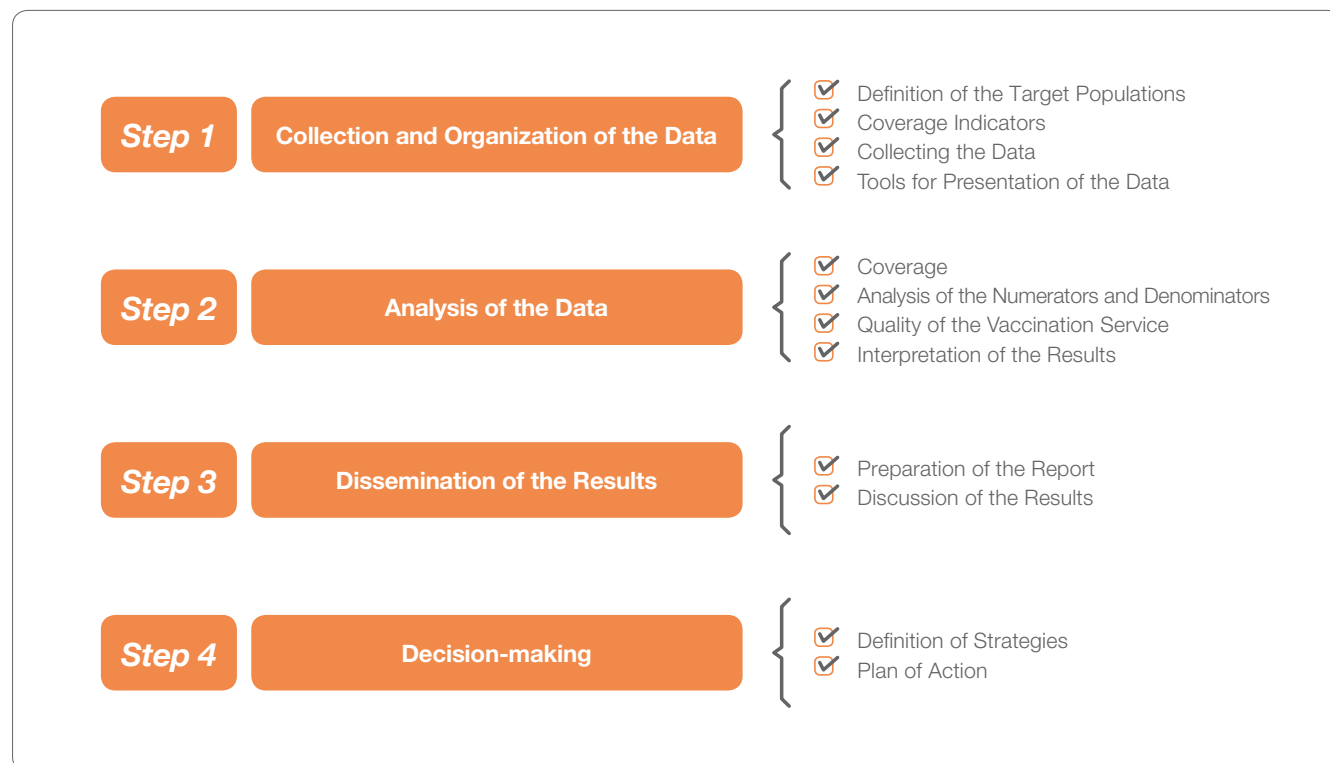 Step 1
Collection and Organization of the Data
Definition of the Target Populations
Coverage Indicators
Collecting the Data
Tools for Presentation of the Data
Step 2
Analysis of the Data
Coverage
Analysis of the Numerators and Denominators
Quality of the Vaccination Service
Interpretation of the Results
Step 3
Dissemination of the Results
Preparation of the Report
Discussion of the Results
Step 4
Decision-making
Definition of Strategies
Plan of Action